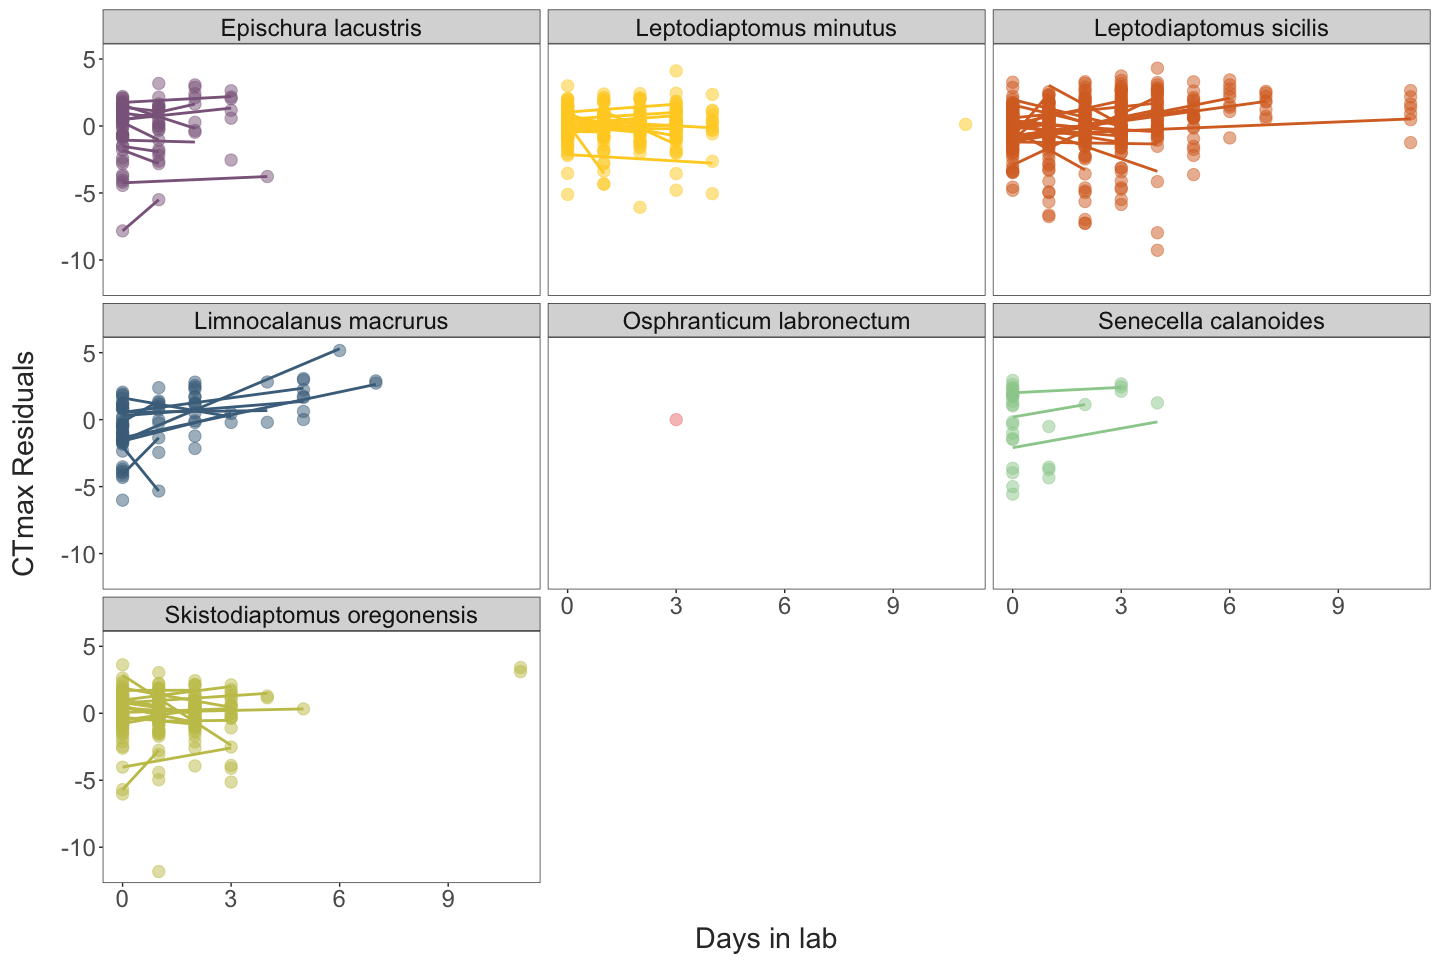 Epischura lacustris
Leptodiaptomus minutus
Leptodiaptomus sicilis
5
0
-5
-10
Limnocalanus macrurus
Osphranticum labronectum
Senecella calanoides
5
0
-5
-10
0 3 6 9
0 3 6 9
Skistodiaptomus oregonensis
5
0
-5
-10
0 3 6 9
CTmax Residuals
Days in lab